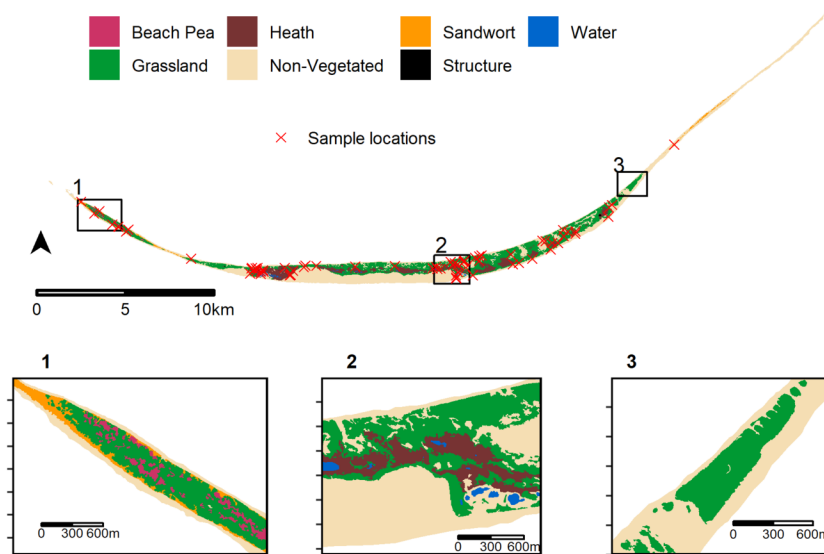 Beach Pea Heath Sandwort Water
Grassland Non-Vegetated Structure
Sample locations
1
2
3
0 5 10km
1
2
3
0 300 600m
0 300 600m
0 300 600m